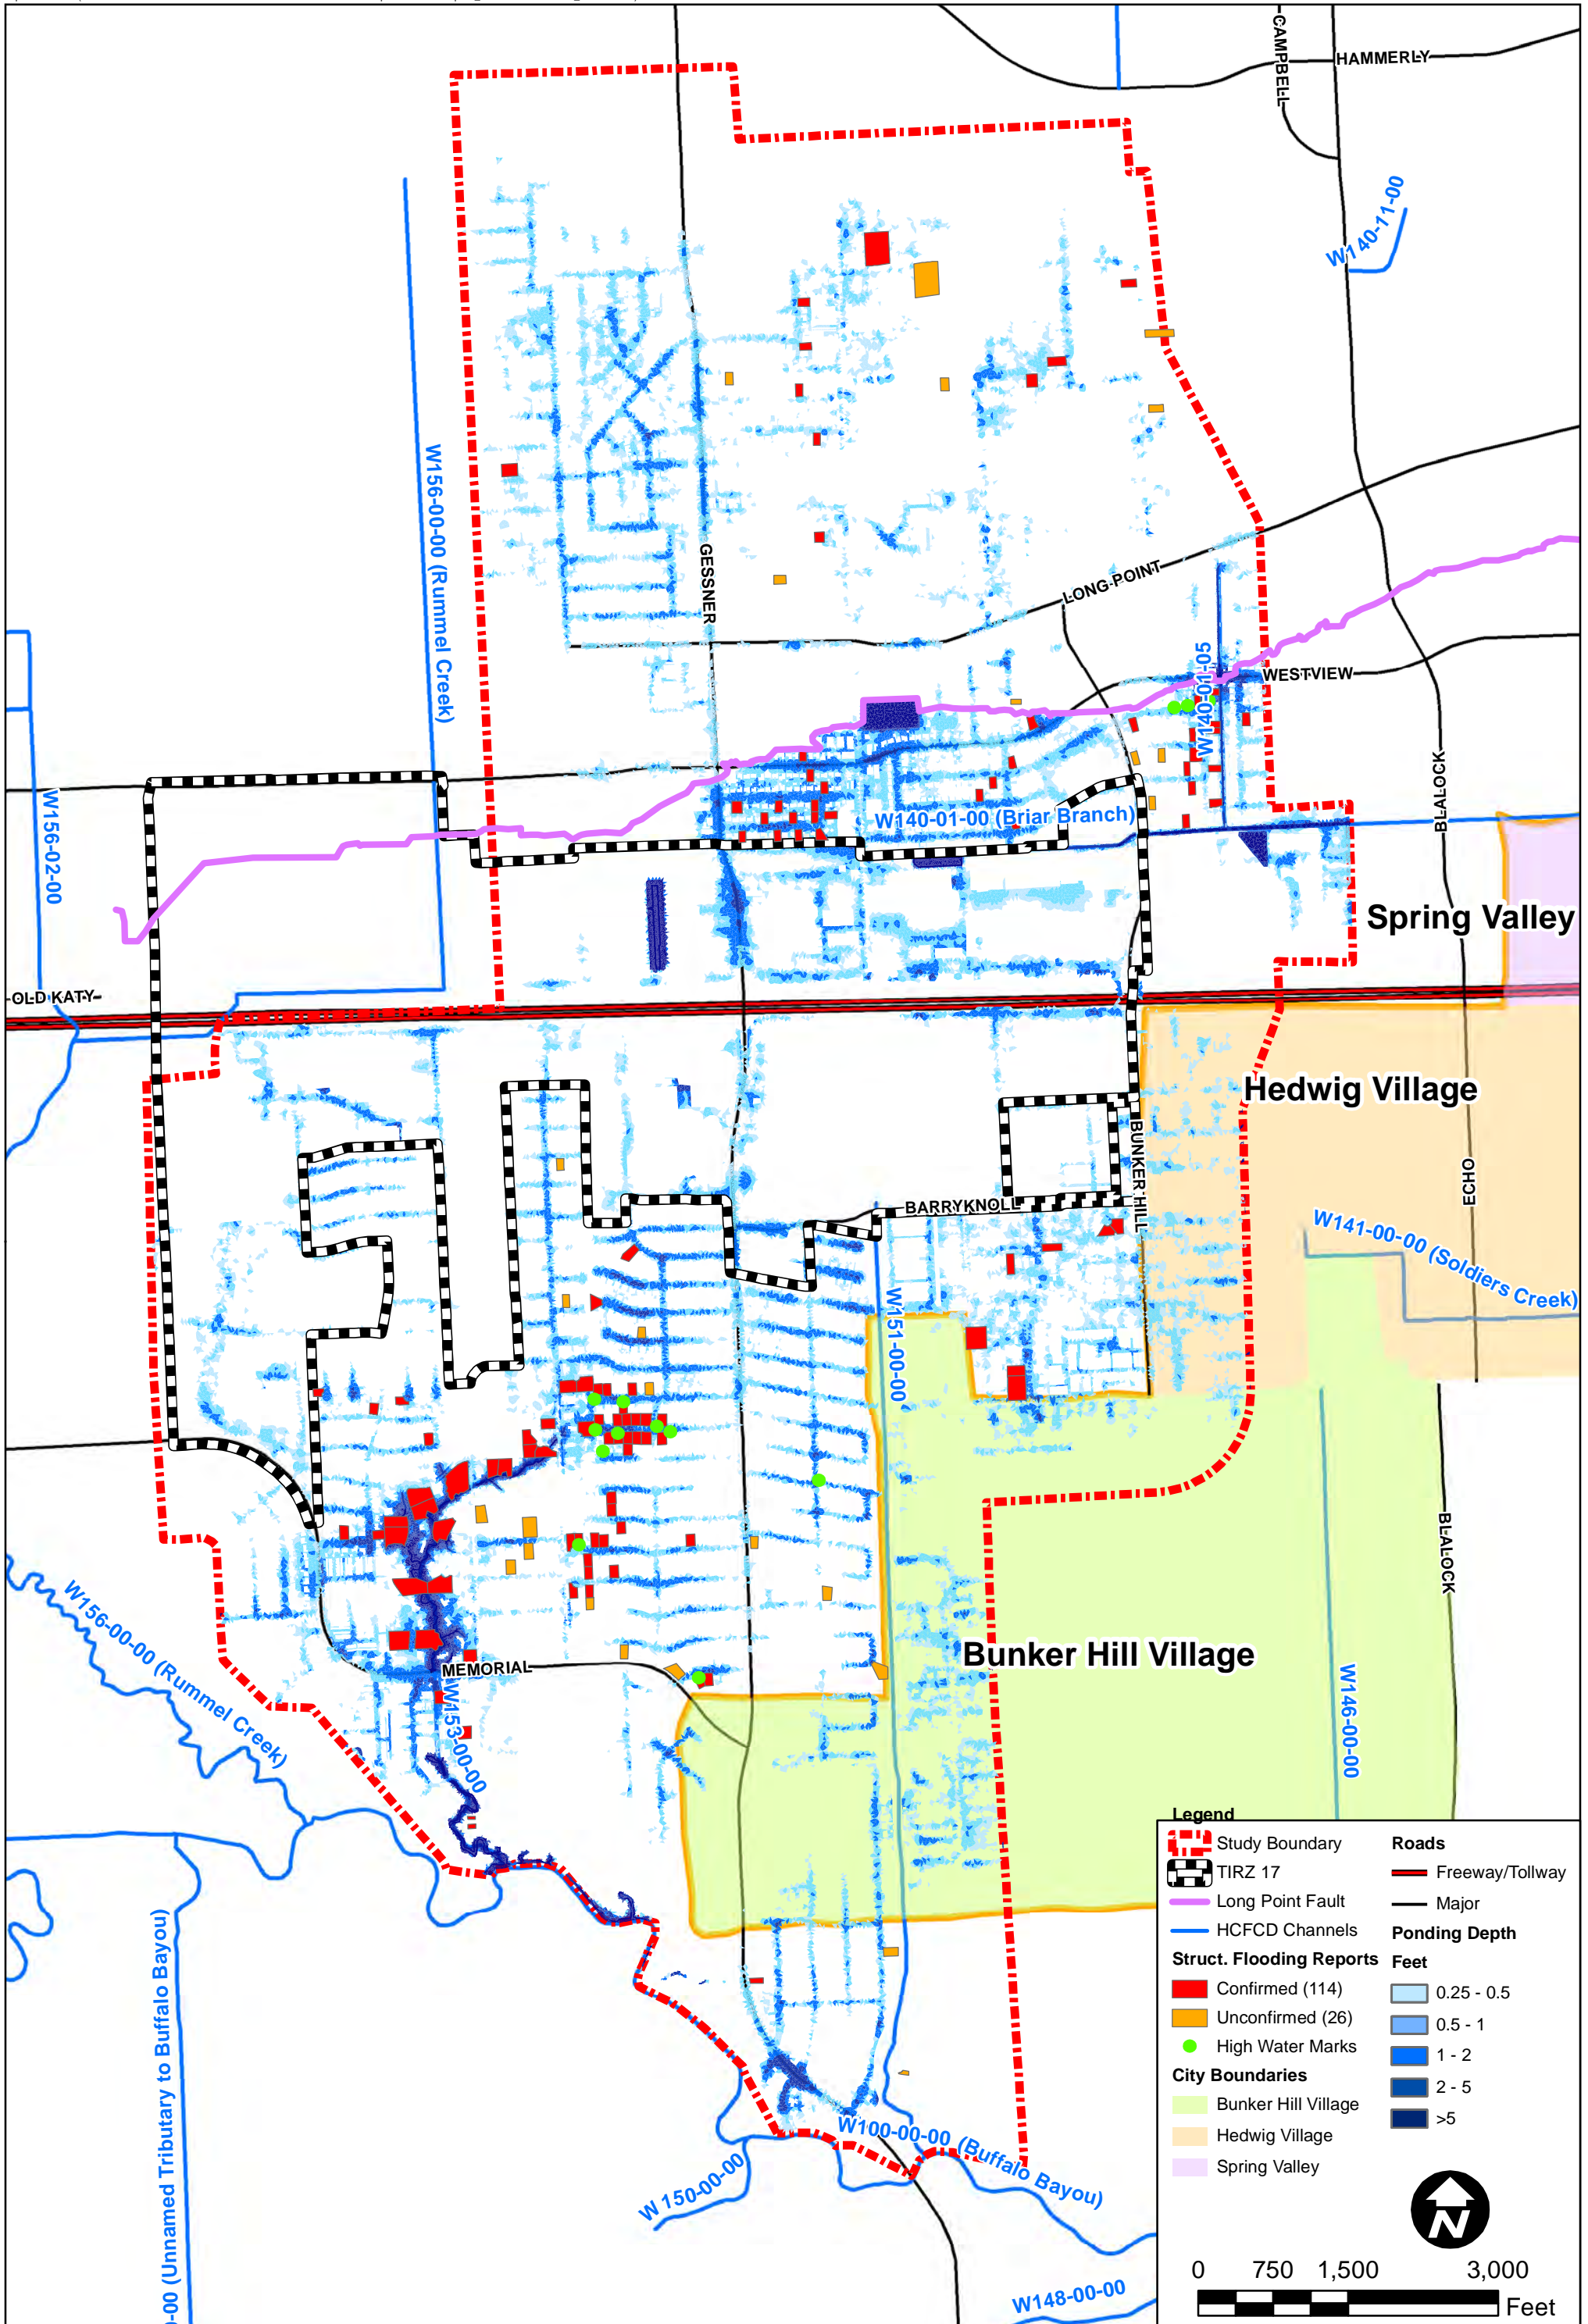 CAMPBELL
HAMMERLY
W140-11-00
W156-00-00 (Rummel Creek)
GESSNER
LONG POINT
W140-01-05
WESTVIEW
BLALOCK
W156-02-00
W140-01-00 (Briar Branch)
Spring Valley
OLD KATY
Hedwig Village
BUNKER HILL
ECHO
BARRYKNOLL
W141-00-00 (Soldiers Creek)
W151-00-00
BLALOCK
W156-00-00 (Rummel Creek)
MEMORIAL
Bunker Hill Village
W153-00-00
W146-00-00
0-00 (Unnamed Tributary to Buffalo Bayou)
W100-00-00 (Buffalo Bayou)
W 150-00-00
W148-00-00
Legend
Study Boundary
TIRZ 17
Long Point Fault
HCFCD Channels
Struct. Flooding Reports
Confirmed (114)
Unconfirmed (26)
High Water Marks
City Boundaries
Bunker Hill Village
Hedwig Village
Spring Valley
Roads
Freeway/Tollway
Major
Ponding Depth
Feet
0.25 - 0.5
0.5 - 1
1 - 2
2 - 5
>5
N
0 750 1,500 3,000
Feet